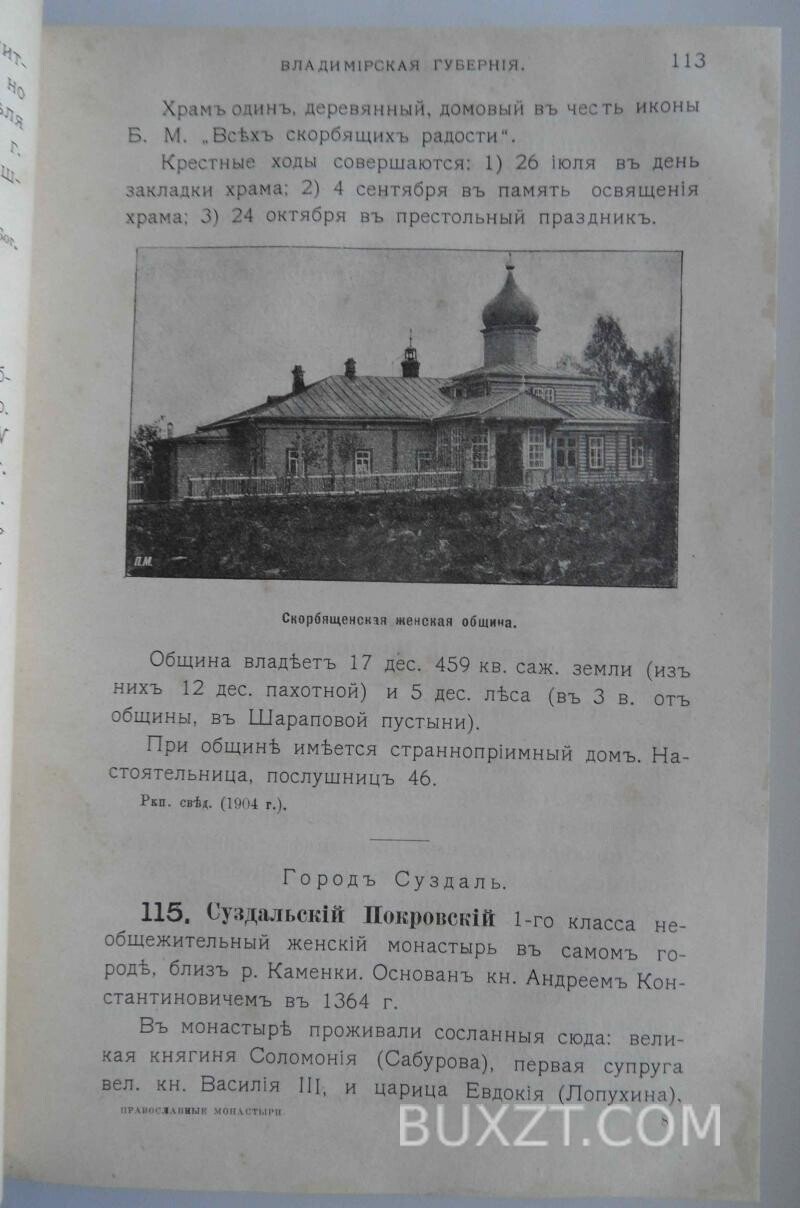 ВЛАДИМІРСКАЯ ГУБЕРНІЯ.
113
Храмъ одинъ, деревянный, домовый въ честь иконы
Б. М. „Всѣхъ скорбящихъ радости“.
Крестные ходы совершаются: 1) 26 іюля въ день
закладки храма; 2) 4 сентября въ память освященія
храма; 3) 24 октября въ престольный праздникъ.
П.М.
Скорбященская женская община.
Община владѣетъ 17 дес. 459 кв. саж. земли (изъ
нихъ 12 дес. пахотной) и 5 дес. лѣса (въ 3 в. отъ
общины, въ Шараповой пустыни).
При общинѣ имѣется страннопріимный домъ. На-
стоятельница, послушницъ 46.
Ркп. свѣд. (1904 г.).
Городъ Суздаль.
115. Суздальскій Покровскій 1-го класса не-
общежительный женскій монастырь въ самомъ го-
родѣ, близъ р. Каменки. Основанъ кн. Андреемъ Кон-
стантиновичемъ въ 1364 г.
Въ монастырѣ проживали сосланныя сюда: вели-
кая княгиня Соломонія (Сабурова), первая супруга
вел. кн. Василія III, и царица Евдокія (Лопухина).
ПРАВОСЛАВНЫЕ МОНАСТЫРИ
8
BUXZT.COM